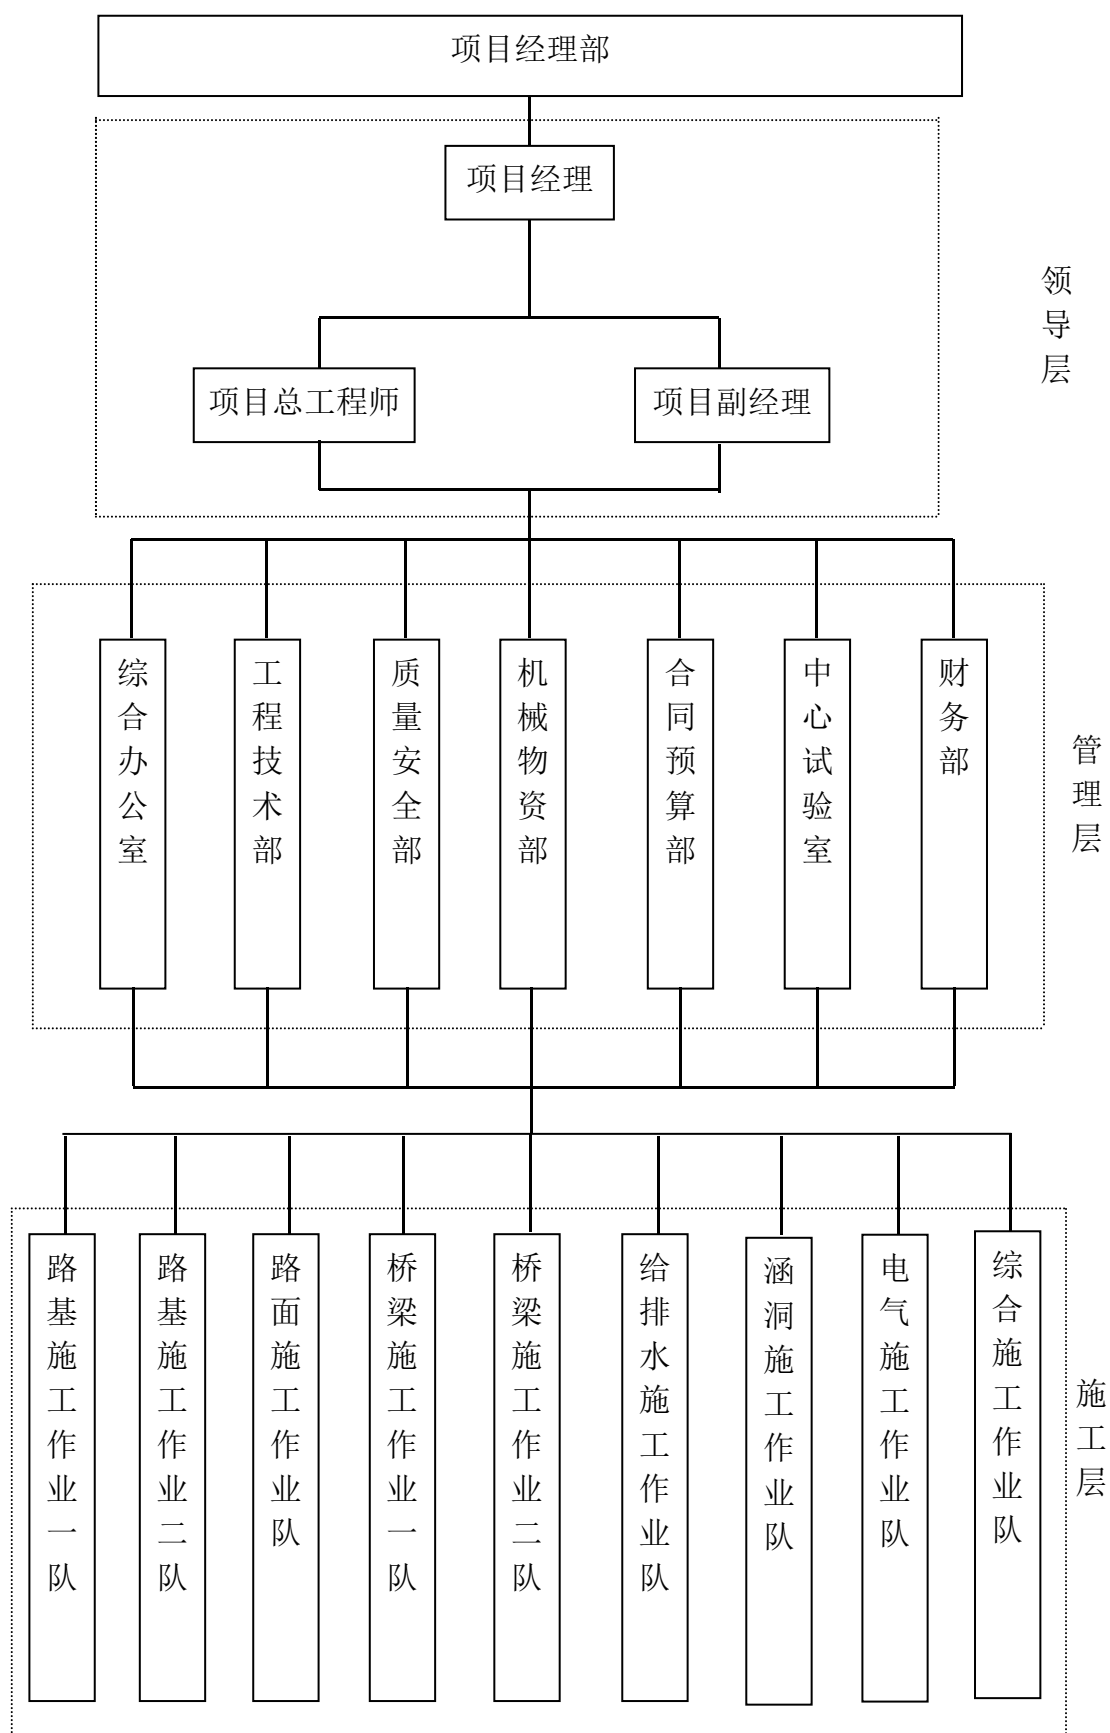 项目经理部
项目经理
领导层
项目总工程师
项目副经理
综合办公室
工程技术部
质量安全部
机械物资部
合同预算部
中心试验室
财务部
管理层
路基施工作业一队
路基施工作业二队
路面施工作业队
桥梁施工作业一队
桥梁施工作业二队
给排水施工作业队
涵洞施工作业队
电气施工作业队
综合施工作业队
施工层